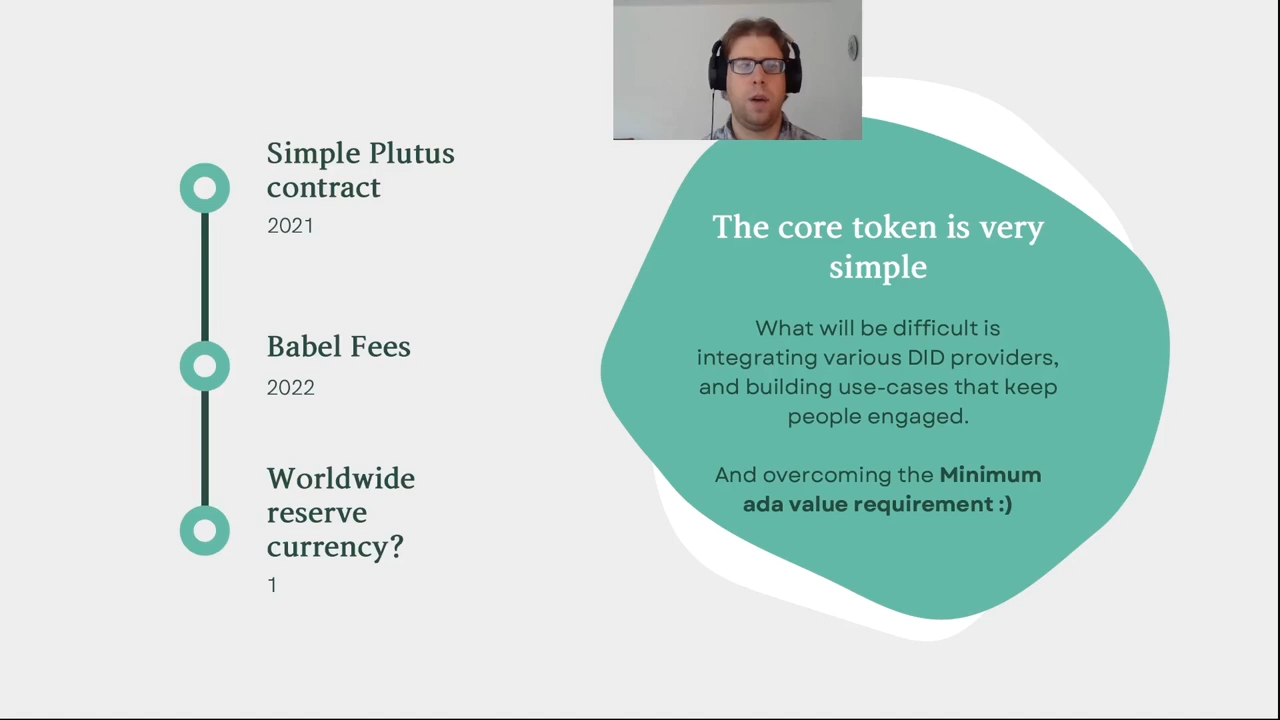 Simple Plutus
contract
2021
Babel Fees
2022
Worldwide
reserve
currency?
1
The core token is very
simple
What will be difficult is
integrating various DID providers,
and building use-cases that keep
people engaged.
And overcoming the Minimum
ada value requirement :)